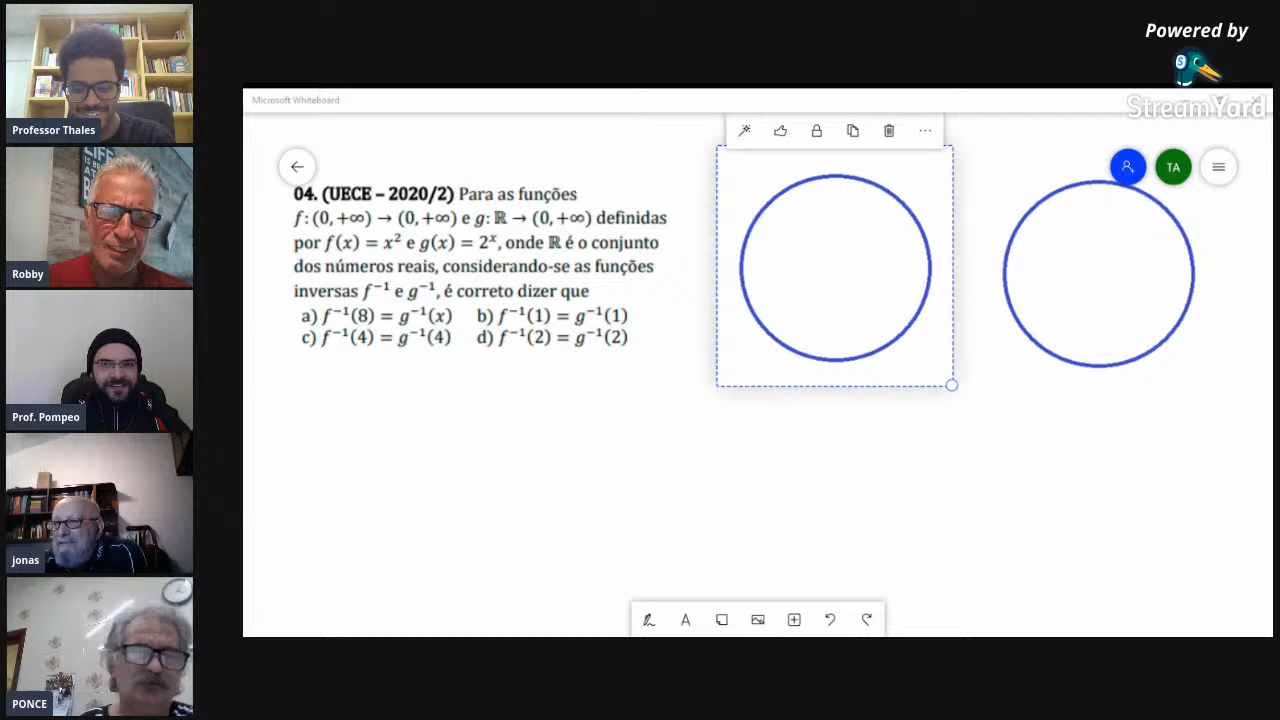 Powered by
StreamYard
Professor Thales
Robby
Prof. Pompeo
jonas
PONCE
Microsoft Whiteboard
TA
04. (UECE – 2020/2) Para as funções
f: (0, +∞) → (0, +∞) e g: ℝ → (0, +∞) definidas
por f(x) = x² e g(x) = 2ˣ, onde ℝ é o conjunto
dos números reais, considerando-se as funções
inversas f⁻¹ e g⁻¹, é correto dizer que
a) f⁻¹(8) = g⁻¹(x) b) f⁻¹(1) = g⁻¹(1)
c) f⁻¹(4) = g⁻¹(4) d) f⁻¹(2) = g⁻¹(2)